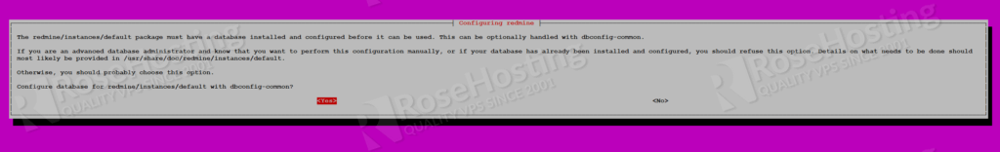 Configuring redmine
The redmine/instances/default package must have a database installed and configured before it can be used. This can be optionally handled with dbconfig-common.
If you are an advanced database administrator and know that you want to perform this configuration manually, or if your database has already been installed and configured, you should refuse this option. Details on what needs to be done should
most likely be provided in /usr/share/doc/redmine/instances/default.
Otherwise, you should probably choose this option.
Configure database for redmine/instances/default with dbconfig-common?
<Yes> <No>
RoseHosting
QUALITY VPS SINCE 2001
RoseHosting
QUALITY VPS SINCE 2001
RoseHosting
QUALITY VPS SINCE 2001